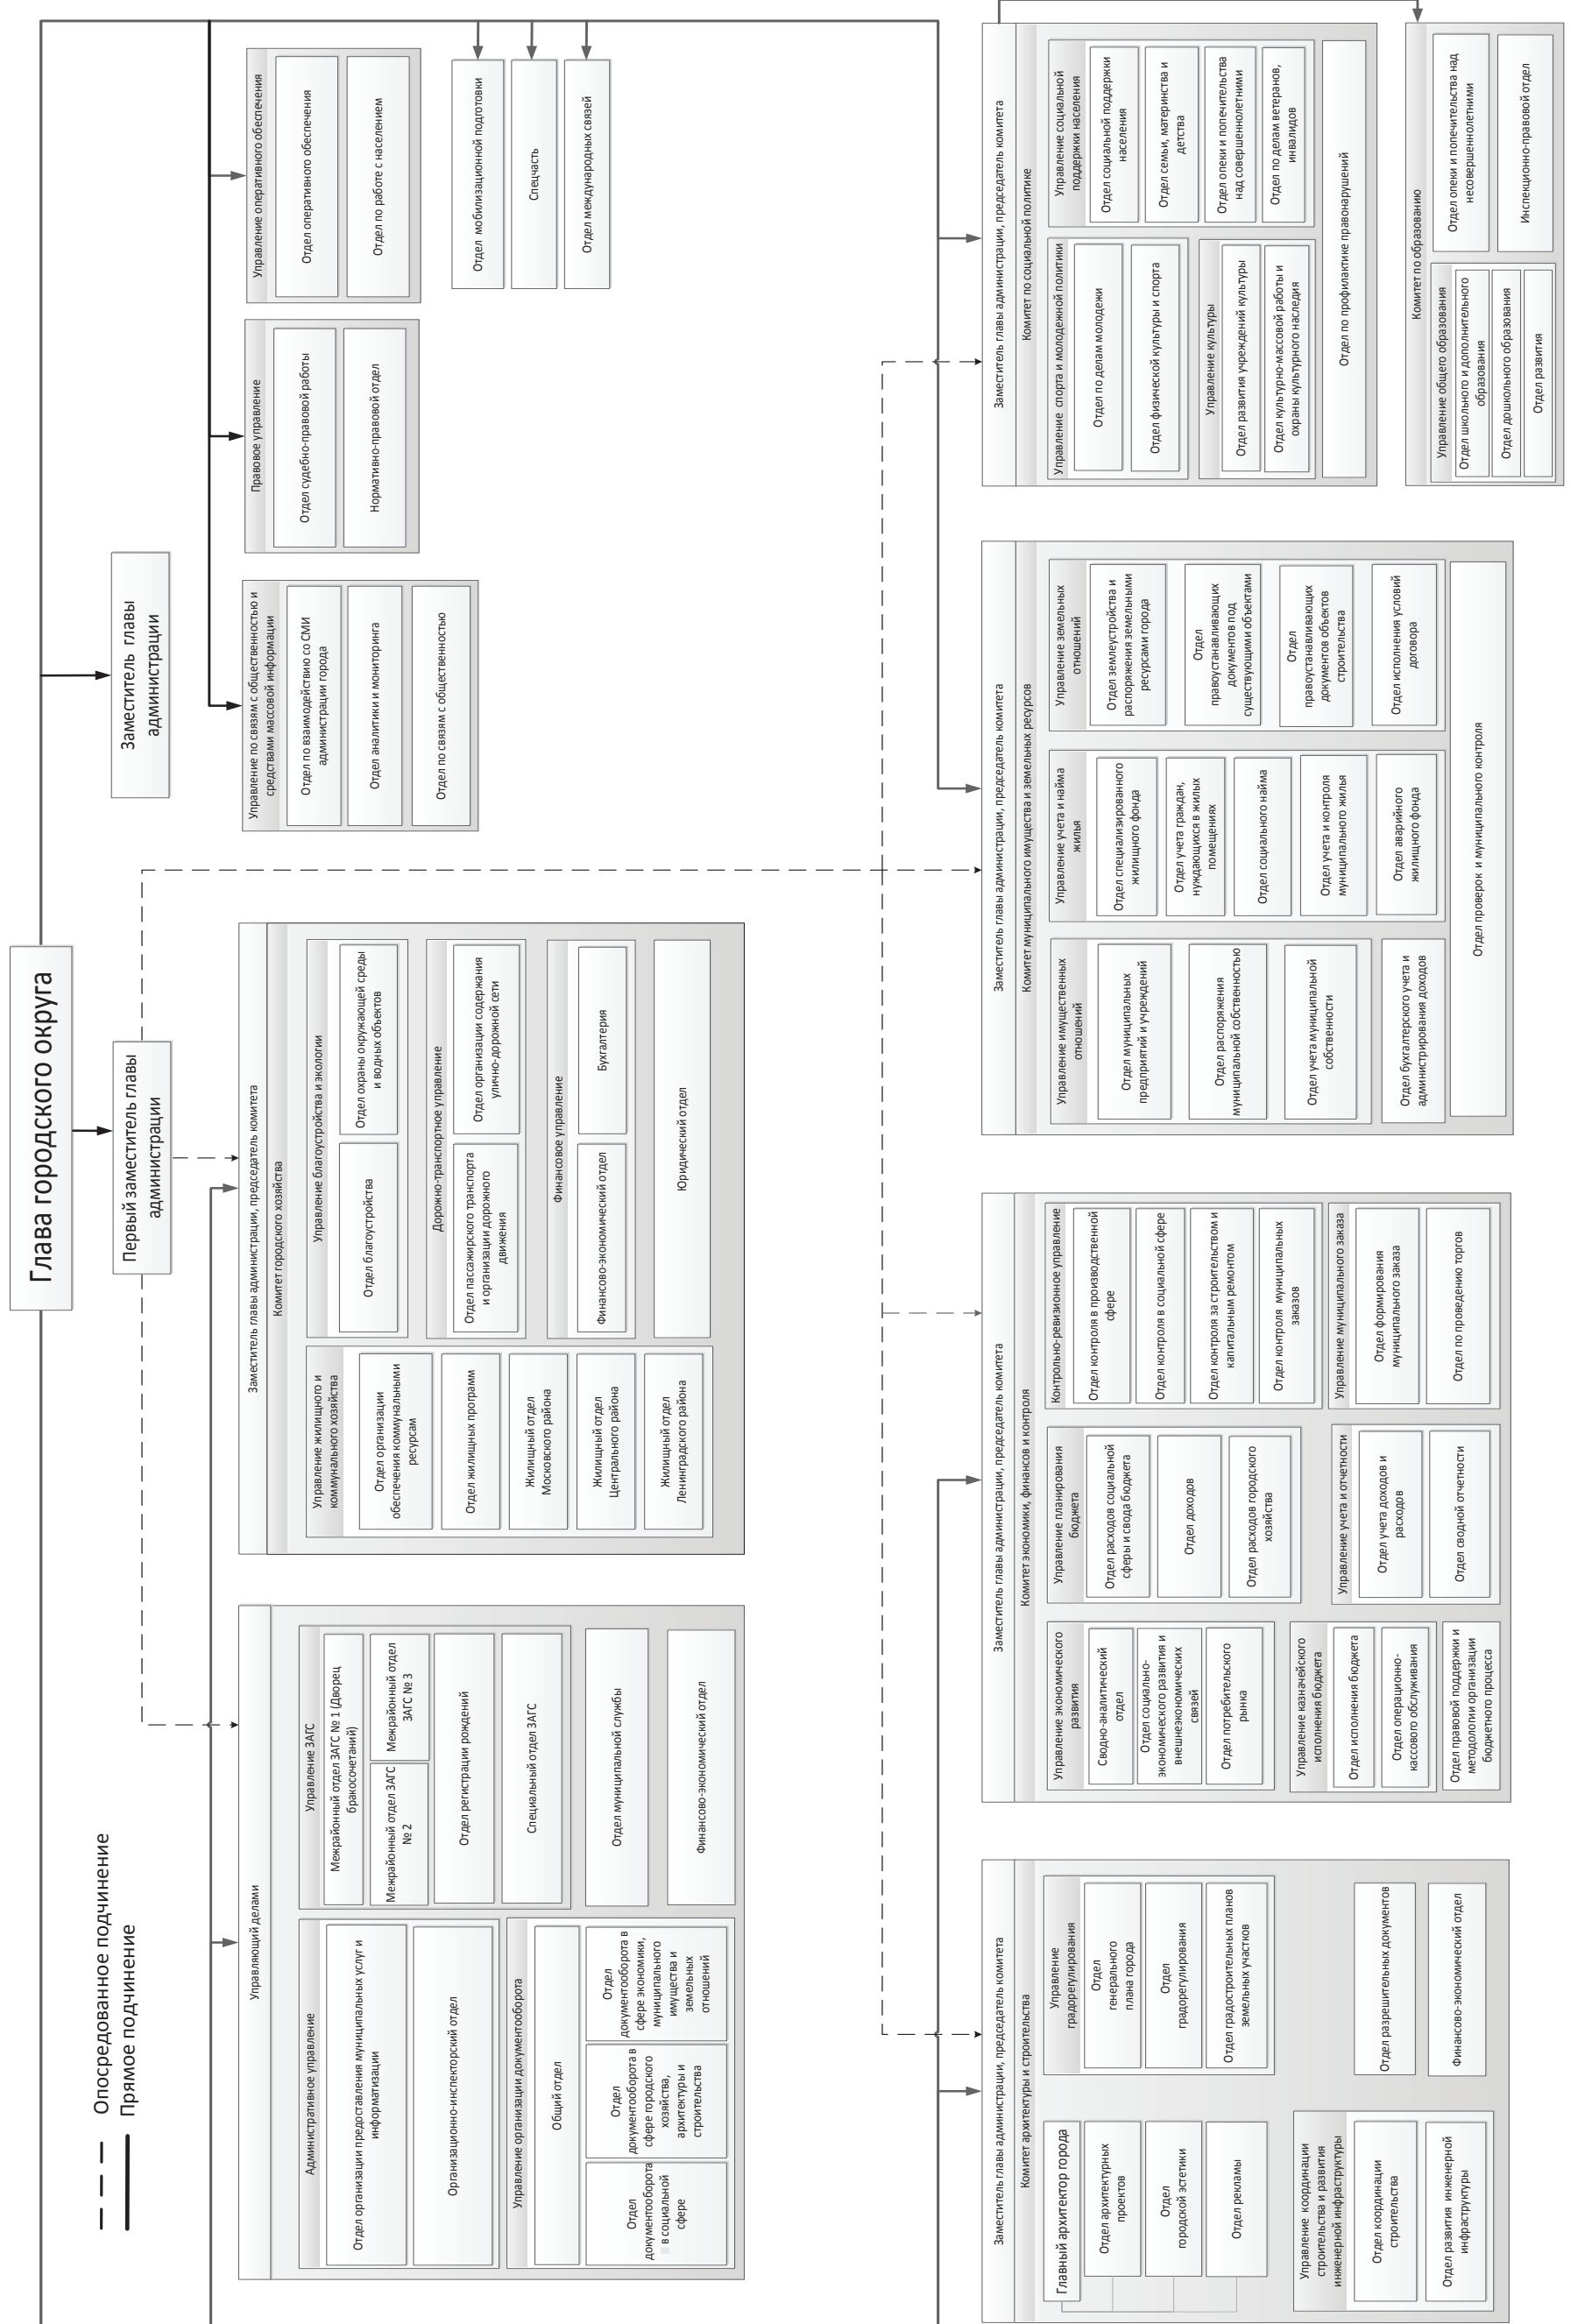 Глава городского округа
Опосредованное подчинение
Прямое подчинение
Первый заместитель главы
администрации
Заместитель главы
администрации
Управление по связям с общественностью и
средствами массовой информации
Отдел по взаимодействию со СМИ
администрации города
Отдел аналитики и мониторинга
Отдел по связям с общественностью
Правовое управление
Отдел судебно-правовой работы
Нормативно-правовой отдел
Управление оперативного обеспечения
Отдел оперативного обеспечения
Отдел по работе с населением
Отдел мобилизационной подготовки
Спецчасть
Отдел международных связей
Управляющий делами
Административное управление
Отдел организации предоставления муниципальных услуг и
информатизации
Организационно-инспекторский отдел
Управление организации документооборота
Общий отдел
Отдел
документооборота
в социальной
сфере
Отдел
документооборота в
сфере городского
хозяйства,
архитектуры и
строительства
Отдел
документооборота в
сфере экономики,
муниципального
имущества и
земельных
отношений
Управление ЗАГС
Межрайонный отдел ЗАГС № 1 (Дворец
бракосочетаний)
Межрайонный отдел ЗАГС
№ 2
Межрайонный отдел
ЗАГС № 3
Отдел регистрации рождений
Специальный отдел ЗАГС
Отдел муниципальной службы
Финансово-экономический отдел
Заместитель главы администрации, председатель комитета
Комитет городского хозяйства
Управление жилищного и
коммунального хозяйства
Отдел организации
обеспечения коммунальными
ресурсам
Отдел жилищных программ
Жилищный отдел
Московского района
Жилищный отдел
Центрального района
Жилищный отдел
Ленинградского района
Управление благоустройства и экологии
Отдел благоустройства
Отдел охраны окружающей среды
и водных объектов
Дорожно-транспортное управление
Отдел пассажирского транспорта
и организации дорожного
движения
Отдел организации содержания
улично-дорожной сети
Финансовое управление
Финансово-экономический отдел
Бухгалтерия
Юридический отдел
Заместитель главы администрации, председатель комитета
Комитет архитектуры и строительства
Главный архитектор города
Отдел архитектурных
проектов
Отдел
городской эстетики
Отдел рекламы
Управление
градорегулирования
Отдел
генерального
плана города
Отдел
градорегулирования
Отдел градостроительных планов
земельных участков
Управление координации
строительства и развития
инженерной инфраструктуры
Отдел координации
строительства
Отдел развития инженерной
инфраструктуры
Отдел разрешительных документов
Финансово-экономический отдел
Заместитель главы администрации, председатель комитета
Комитет экономики, финансов и контроля
Управление экономического
развития
Сводно-аналитический
отдел
Отдел социально-
экономического развития и
внешнеэкономических
связей
Отдел потребительского
рынка
Управление казначейского
исполнения бюджета
Отдел исполнения бюджета
Отдел операционно-
кассового обслуживания
Отдел правовой поддержки и
методологии организации
бюджетного процесса
Управление планирования
бюджета
Отдел расходов социальной
сферы и свода бюджета
Отдел доходов
Отдел расходов городского
хозяйства
Управление учета и отчетности
Отдел учета доходов и
расходов
Отдел сводной отчетности
Контрольно-ревизионное управление
Отдел контроля в производственной
сфере
Отдел контроля в социальной сфере
Отдел контроля за строительством и
капитальным ремонтом
Отдел контроля муниципальных
заказов
Управление муниципального заказа
Отдел формирования
муниципального заказа
Отдел по проведению торгов
Заместитель главы администрации, председатель комитета
Комитет муниципального имущества и земельных ресурсов
Управление имущественных
отношений
Отдел муниципальных
предприятий и учреждений
Отдел распоряжения
муниципальной собственностью
Отдел учета муниципальной
собственности
Отдел бухгалтерского учета и
администрирования доходов
Управление учета и найма
жилья
Отдел специализированного
жилищного фонда
Отдел учета граждан,
нуждающихся в жилых
помещениях
Отдел социального найма
Отдел учета и контроля
муниципального жилья
Отдел аварийного
жилищного фонда
Управление земельных
отношений
Отдел землеустройства и
распоряжения земельными
ресурсами города
Отдел
правоустанавливающих
документов под
существующими объектами
Отдел
правоустанавливающих
документов объектов
строительства
Отдел исполнения условий
договора
Отдел проверок и муниципального контроля
Заместитель главы администрации, председатель комитета
Комитет по социальной политике
Управление спорта и молодежной политики
Отдел по делам молодежи
Отдел физической культуры и спорта
Управление культуры
Отдел развития учреждений культуры
Отдел культурно-массовой работы и
охраны культурного наследия
Управление социальной
поддержки населения
Отдел социальной поддержки
населения
Отдел семьи, материнства и
детства
Отдел опеки и попечительства
над совершеннолетними
Отдел по делам ветеранов,
инвалидов
Отдел по профилактике правонарушений
Комитет по образованию
Управление общего образования
Отдел школьного и дополнительного
образования
Отдел дошкольного образования
Отдел развития
Отдел опеки и попечительства над
несовершеннолетними
Инспекционно-правовой отдел